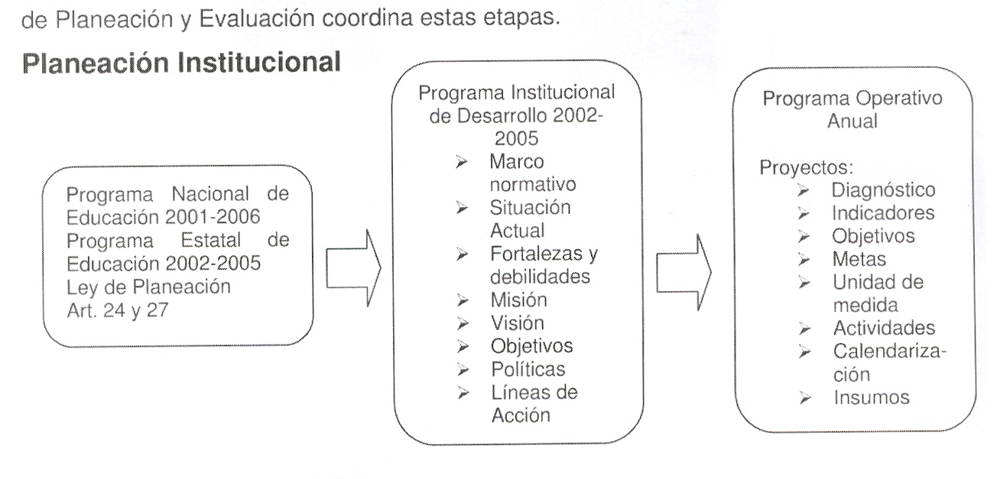 de Planeación y Evaluación coordina estas etapas.
Planeación Institucional
Programa Nacional de
Educación 2001-2006
Programa Estatal de
Educación 2002-2005
Ley de Planeación
Art. 24 y 27
Programa Institucional
de Desarrollo 2002-
2005
➢ Marco
normativo
➢ Situación
Actual
➢ Fortalezas y
debilidades
➢ Misión
➢ Visión
➢ Objetivos
➢ Políticas
➢ Líneas de
Acción
Programa Operativo
Anual
Proyectos:
➢ Diagnóstico
➢ Indicadores
➢ Objetivos
➢ Metas
➢ Unidad de
medida
➢ Actividades
➢ Calendariza-
ción
➢ Insumos